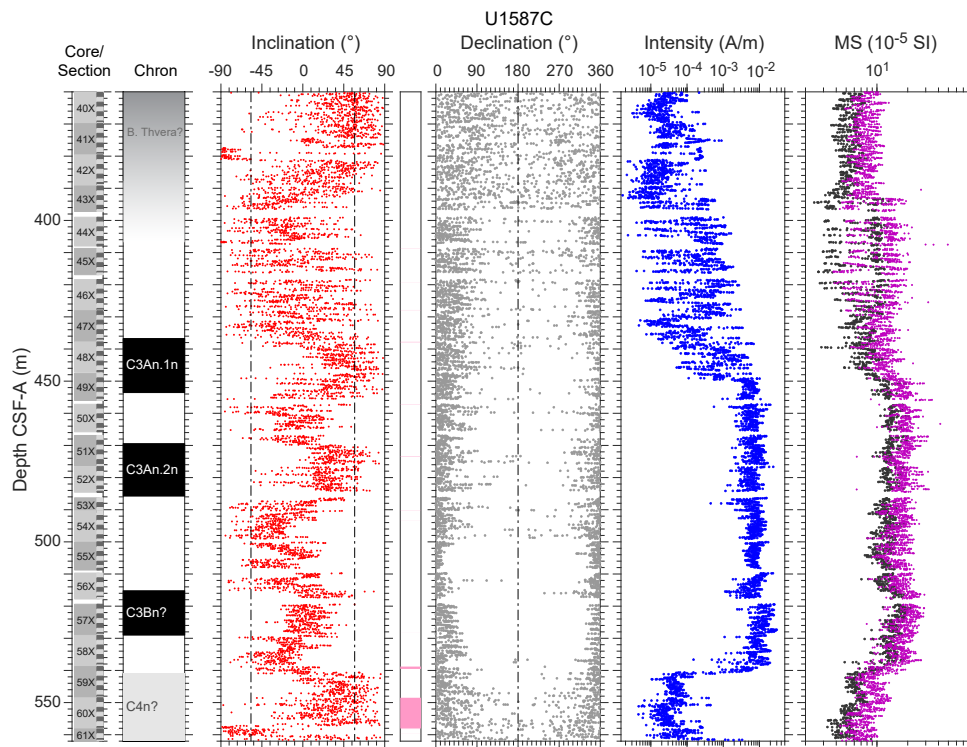 U1587C
Core/
Section
Chron
Inclination (°)
Declination (°)
Intensity (A/m)
MS (10⁻⁵ SI)
-90 -45 0 45 90
0 90 180 270 360
10⁻⁵ 10⁻⁴ 10⁻³ 10⁻²
10¹
Depth CSF-A (m)
400
450
500
550
40X
41X
42X
43X
44X
45X
46X
47X
48X
49X
50X
51X
52X
53X
54X
55X
56X
57X
58X
59X
60X
61X
B. Thvera?
C3An.1n
C3An.2n
C3Bn?
C4n?